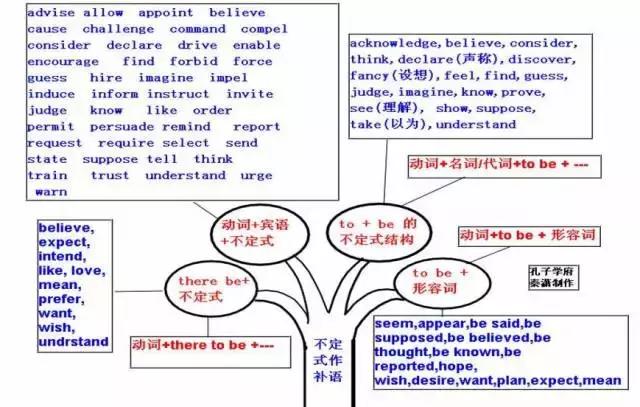 advise allow appoint believe
cause challenge command compel
consider declare drive enable
encourage find forbid force
guess hire imagine impel
induce inform instruct invite
judge know like order
permit persuade remind report
request require select send
state suppose tell think
train trust understand urge
warn
acknowledge,believe,consider,
think,declare(声称),discover,
fancy(设想),feel,find,guess,
judge,imagine,know,prove,
see(理解), show,suppose,
take(以为),understand
动词+名词/代词+to be + ---
动词+宾语
+不定式
to + be 的
不定式结构
动词+to be + 形容词
believe,
expect,
intend,
like, love,
mean,
prefer,
want,
wish,
undrstand
there be+
不定式
to be +
形容词
孔子学府
秦潇制作
动词+there to be +---
不定
式作
补语
seem,appear,be said,be
supposed,be believed,be
thought,be known,be
reported,hope,
wish,desire,want,plan,expect,mean